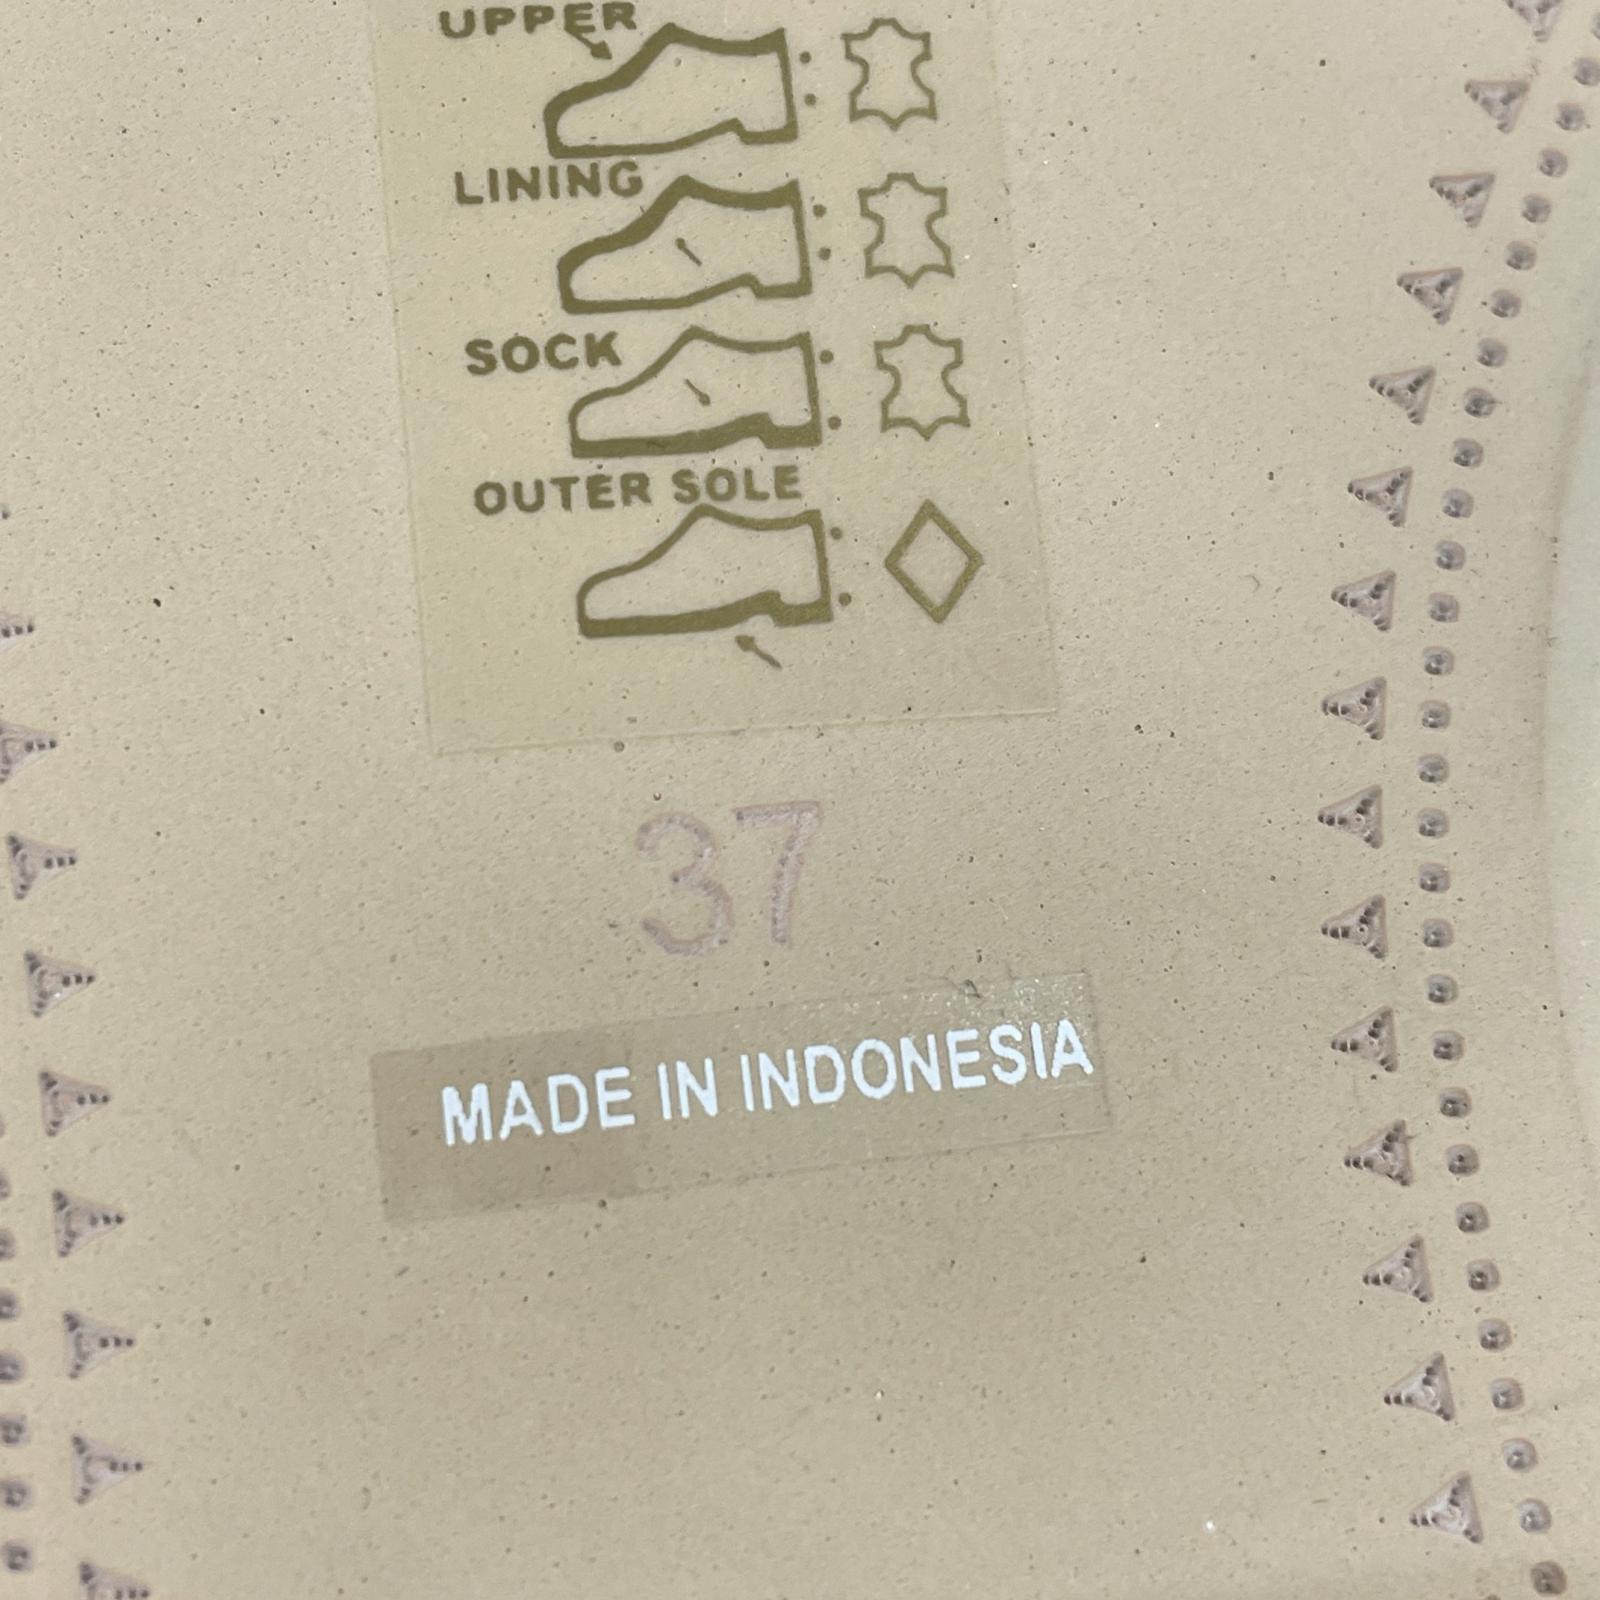 UPPER
LINING
SOCK
OUTER SOLE
37
MADE IN INDONESIA